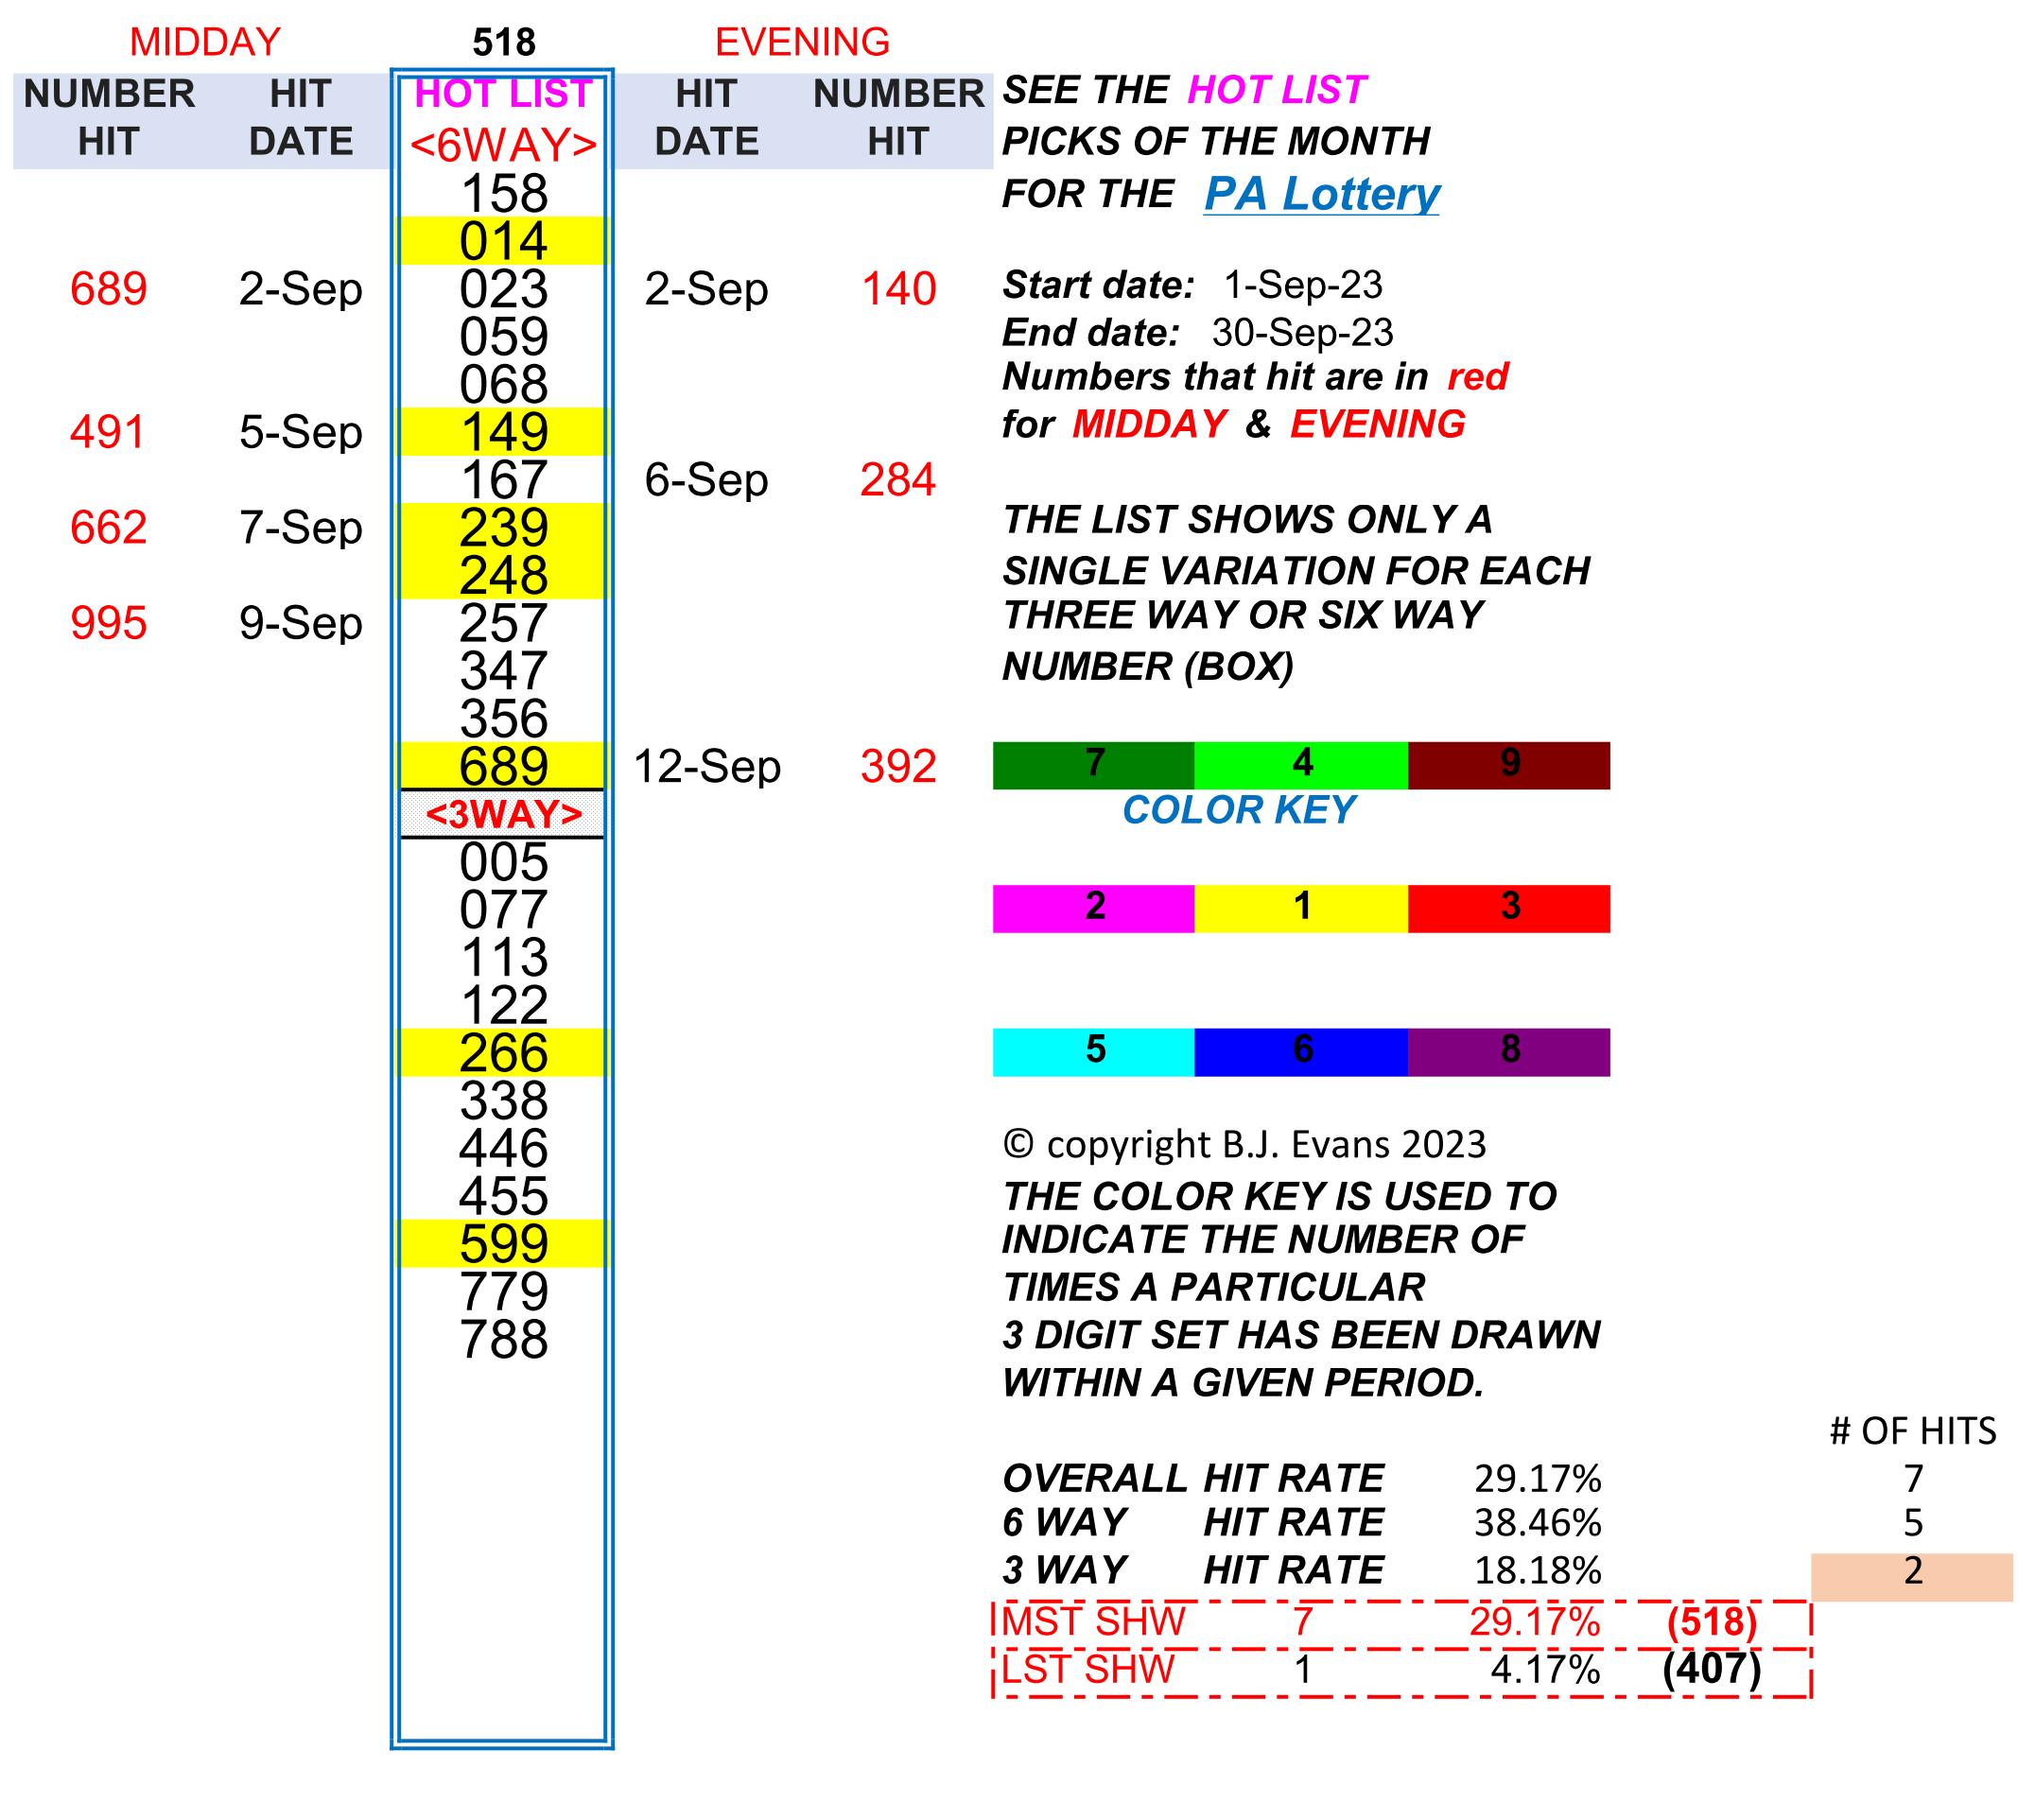 MIDDAY 518 EVENING
NUMBER HIT HOT LIST HIT NUMBER SEE THE HOT LIST
HIT DATE <6WAY> DATE HIT PICKS OF THE MONTH
158 FOR THE PA Lottery
014
689 2-Sep 023 2-Sep 140 Start date: 1-Sep-23
059 End date: 30-Sep-23
068 Numbers that hit are in red
491 5-Sep 149 for MIDDAY & EVENING
167 6-Sep 284
662 7-Sep 239 THE LIST SHOWS ONLY A
248 SINGLE VARIATION FOR EACH
995 9-Sep 257 THREE WAY OR SIX WAY
347 NUMBER (BOX)
356
689 12-Sep 392 7 4 9
<3WAY> COLOR KEY
005
077 2 1 3
113
122
266 5 6 8
338
446 © copyright B.J. Evans 2023
455 THE COLOR KEY IS USED TO
599 INDICATE THE NUMBER OF
779 TIMES A PARTICULAR
788 3 DIGIT SET HAS BEEN DRAWN
WITHIN A GIVEN PERIOD.
# OF HITS
OVERALL HIT RATE 29.17% 7
6 WAY HIT RATE 38.46% 5
3 WAY HIT RATE 18.18% 2
MST SHW 7 29.17% (518)
LST SHW 1 4.17% (407)